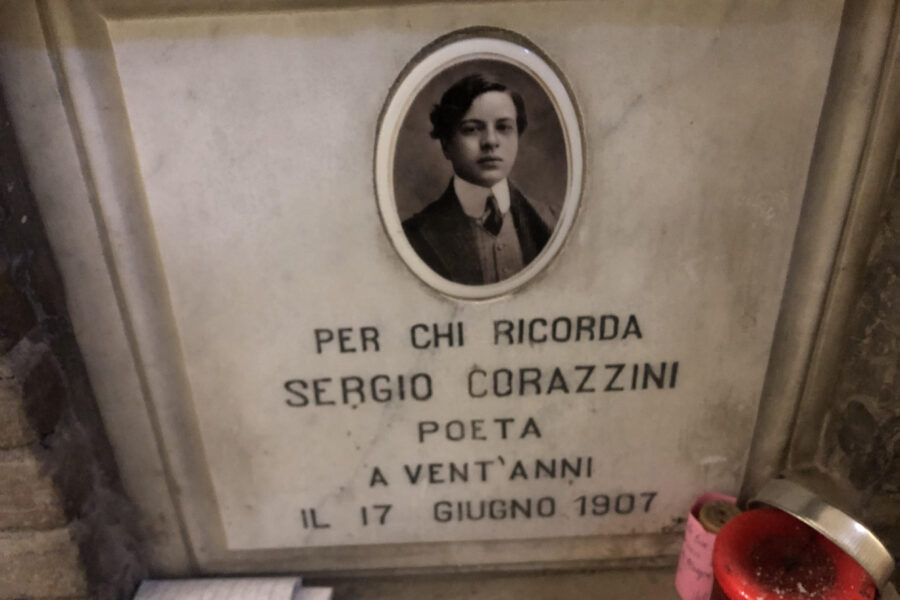 PER CHI RICORDA
SERGIO CORAZZINI
POETA
A VENT'ANNI
IL 17 GIUGNO 1907